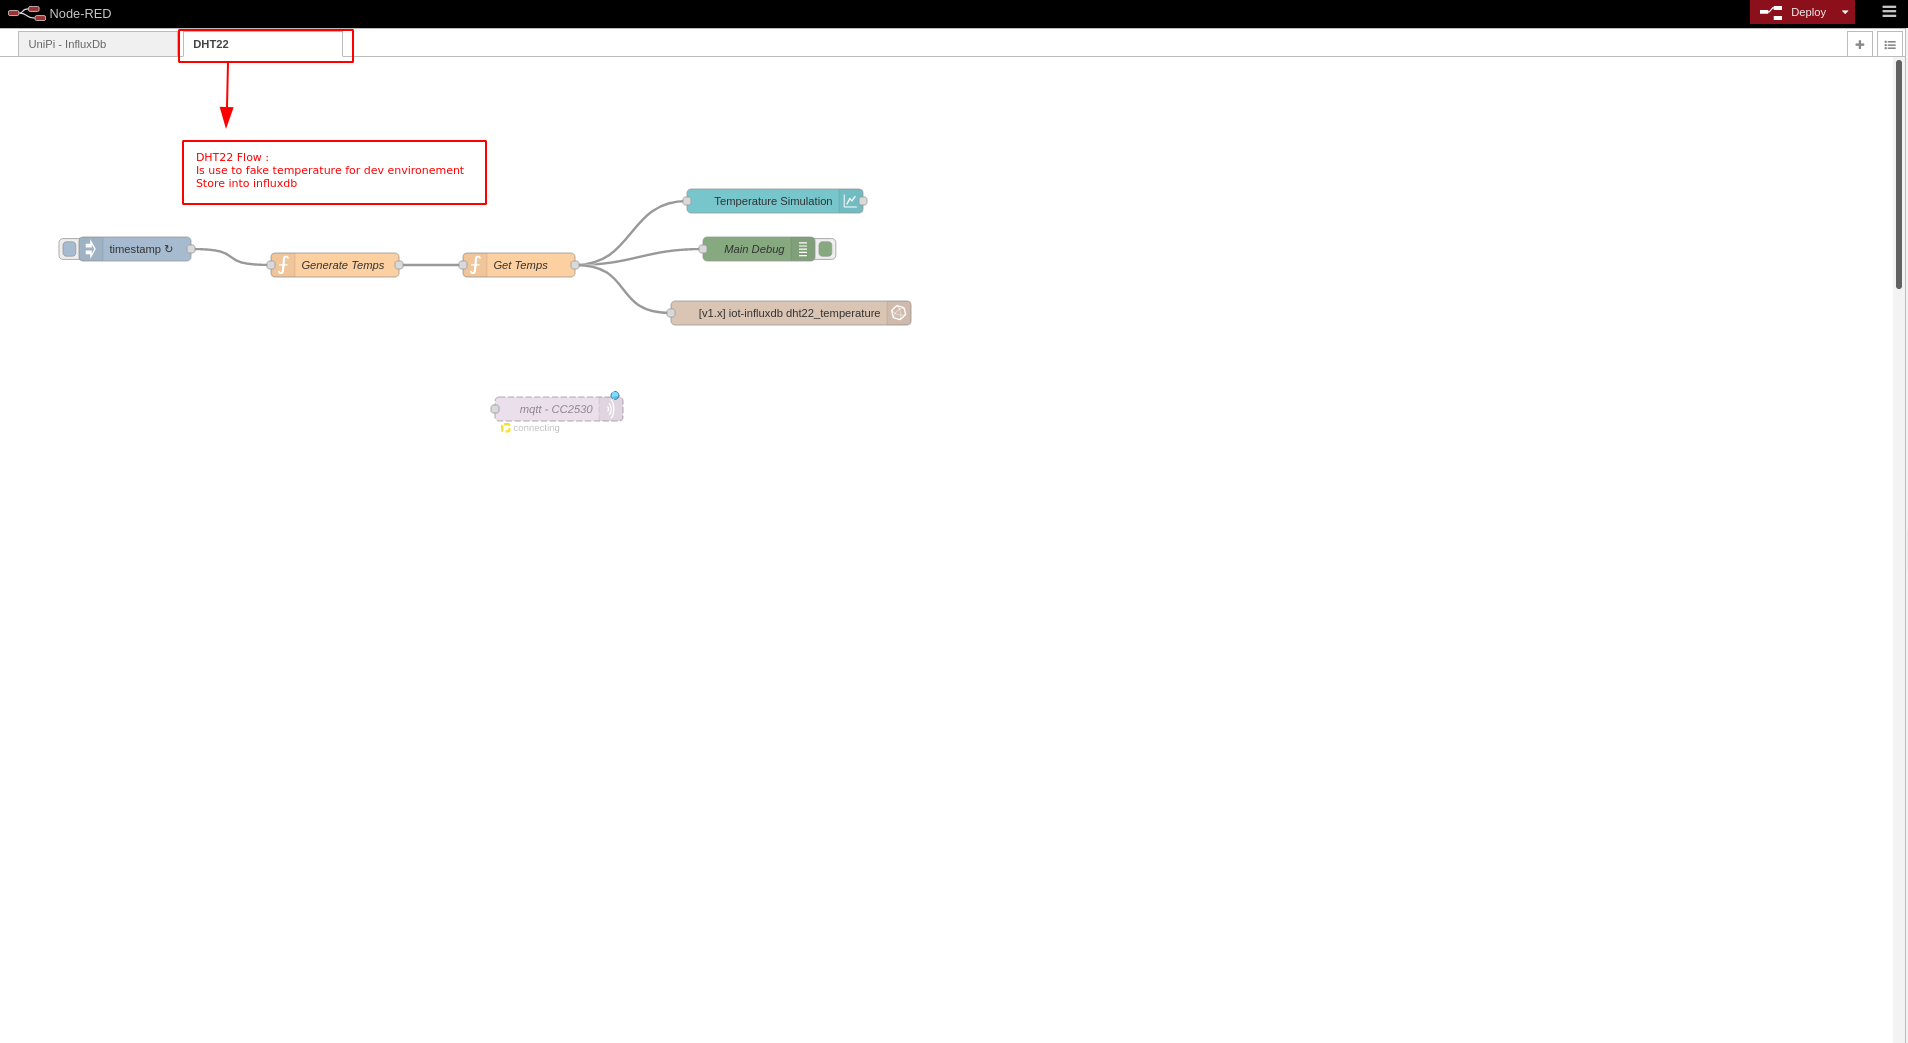 Node-RED
Deploy
UniPi - InfluxDb
DHT22
DHT22 Flow :
Is use to fake temperature for dev environement
Store into influxdb
Temperature Simulation
timestamp ↻
Main Debug
Generate Temps
Get Temps
[v1.x] iot-influxdb dht22_temperature
mqtt - CC2530
connecting